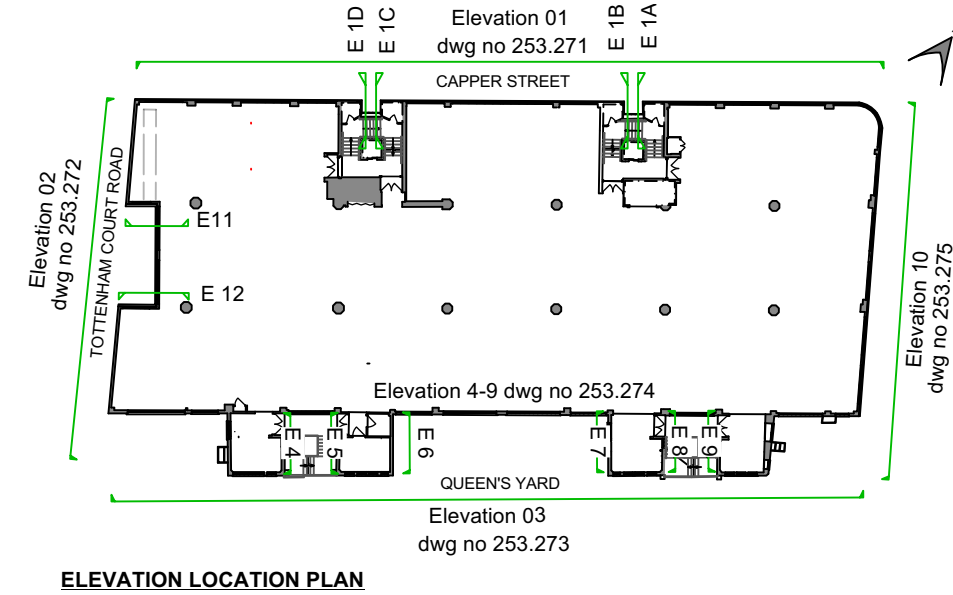 E 1D
E 1C
Elevation 01
dwg no 253.271
E 1B
E 1A
CAPPER STREET
Elevation 02
dwg no 253.272
TOTTENHAM COURT ROAD
E11
E 12
Elevation 10
dwg no 253.275
Elevation 4-9 dwg no 253.274
E 4
E 5
E 6
E 7
E 8
E 9
QUEEN'S YARD
Elevation 03
dwg no 253.273
ELEVATION LOCATION PLAN